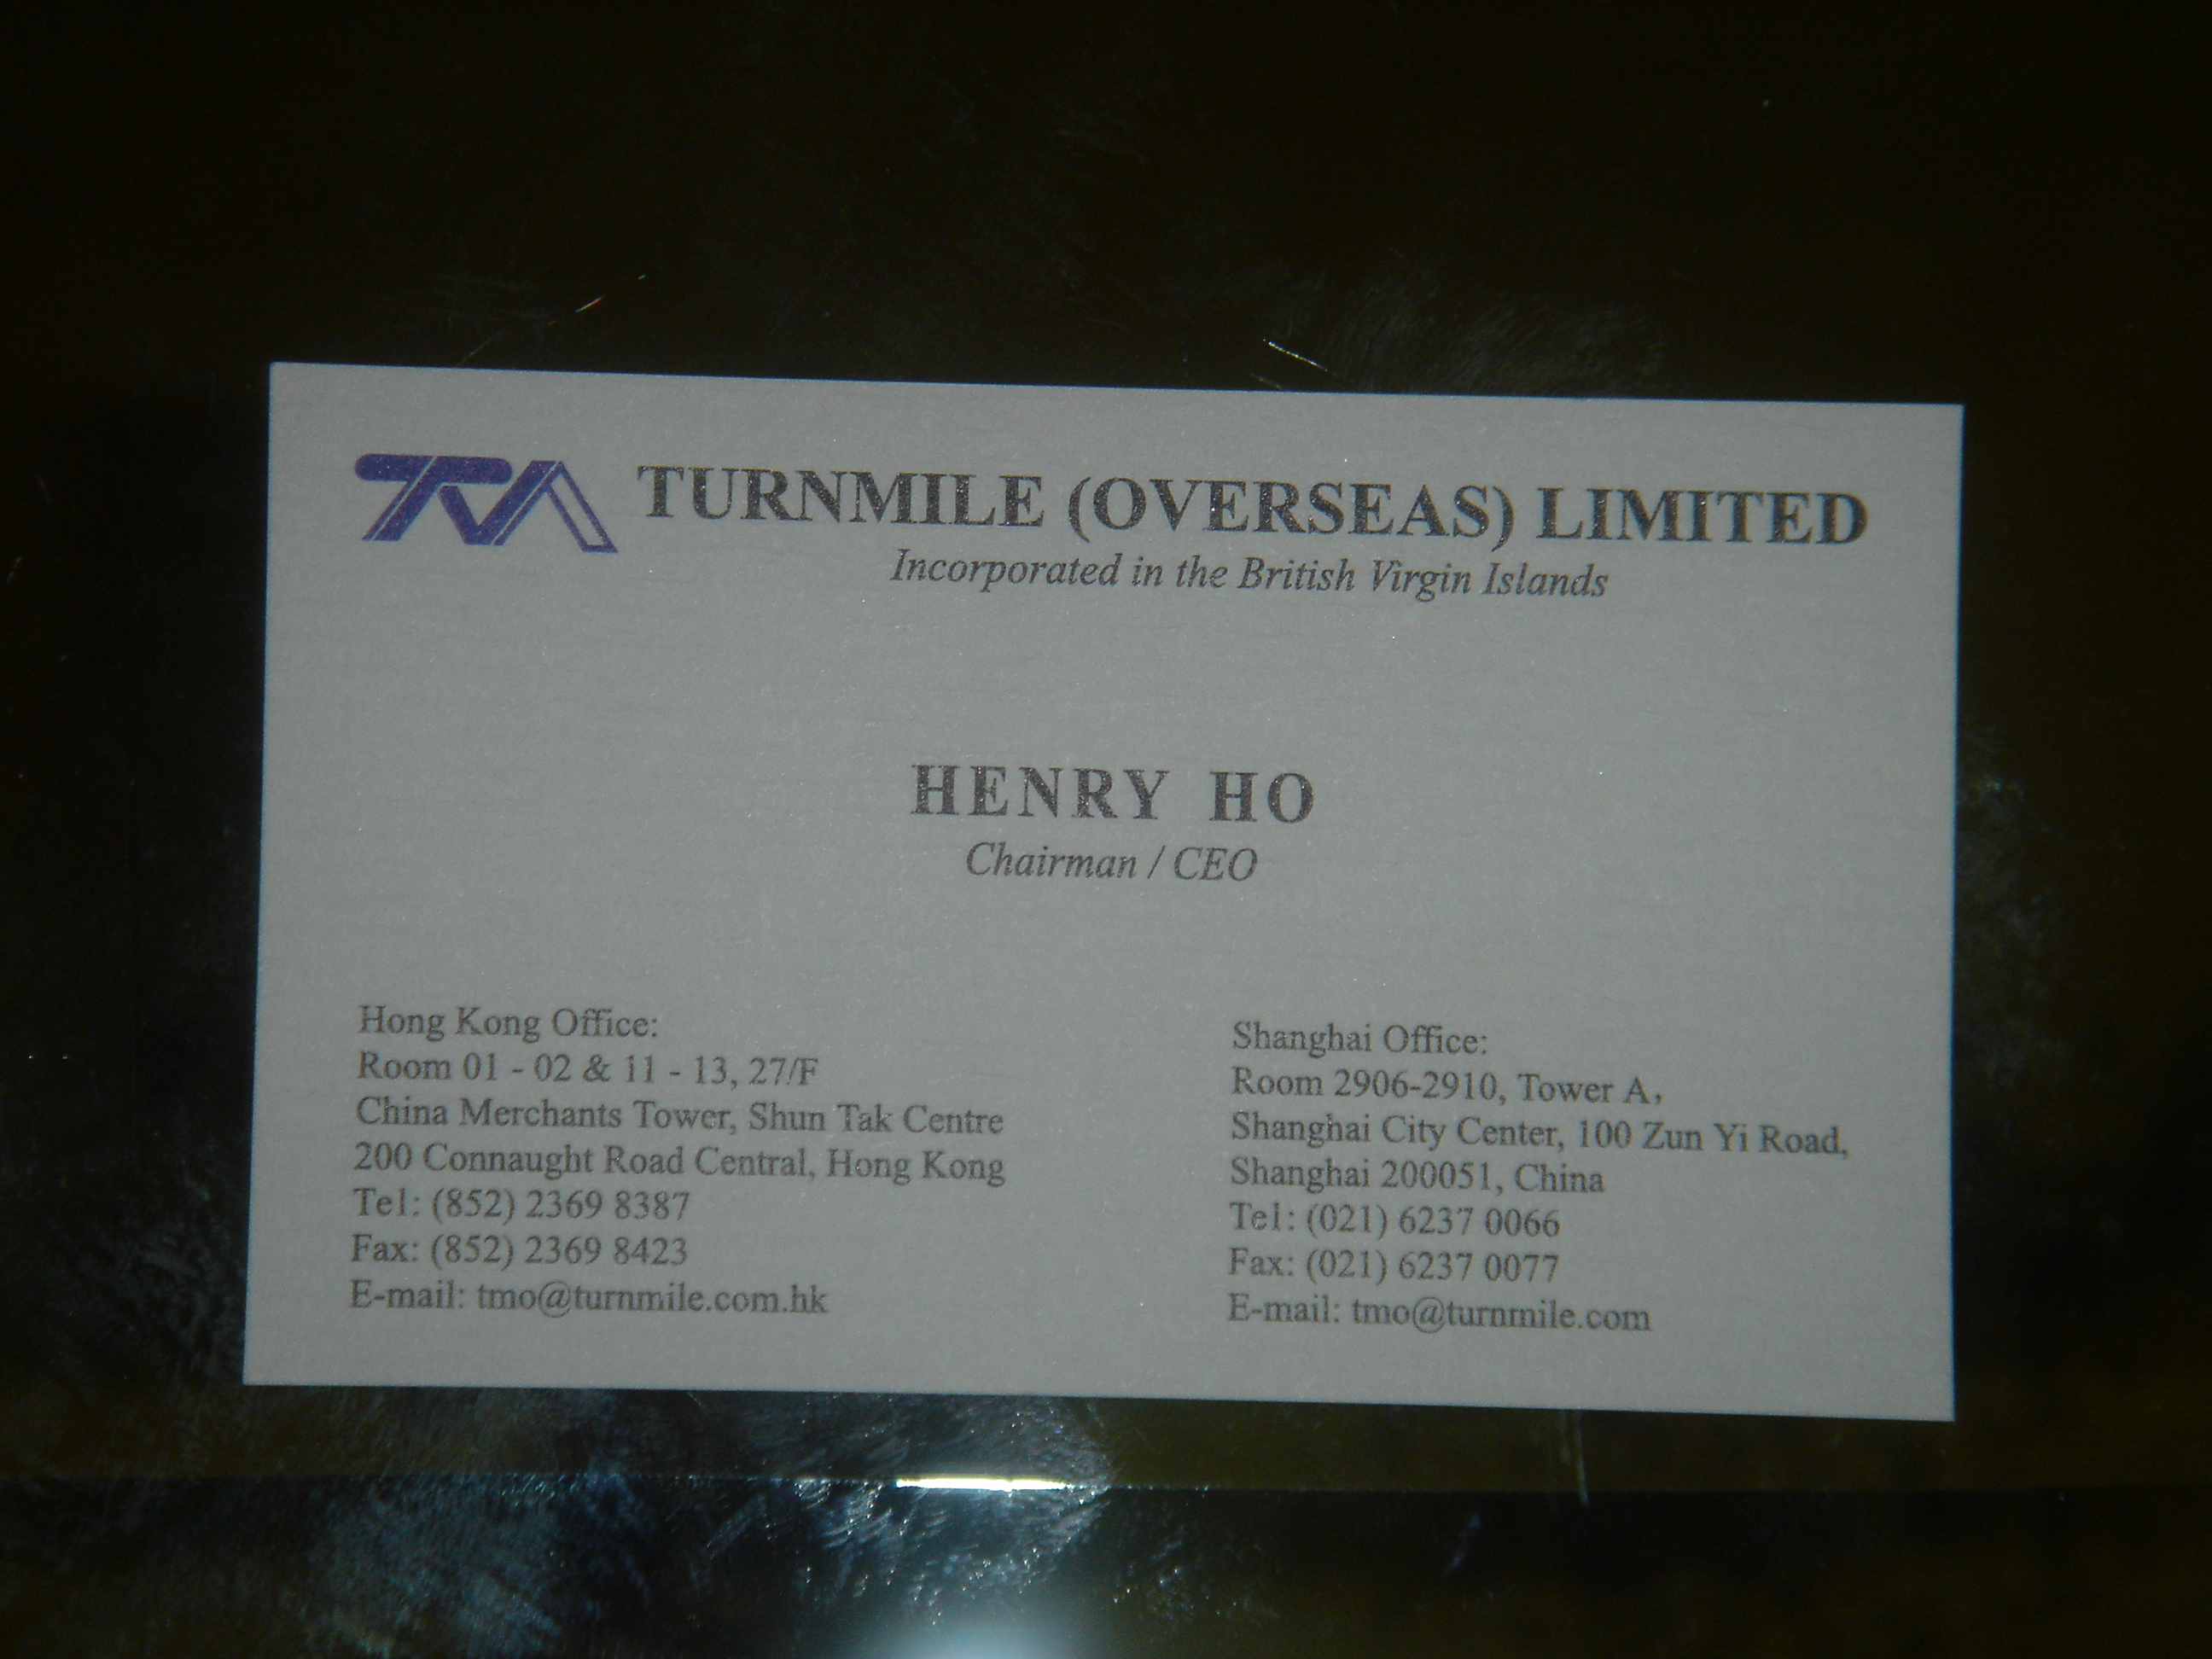 TURNMILE (OVERSEAS) LIMITED
Incorporated in the British Virgin Islands
HENRY HO
Chairman / CEO
Hong Kong Office:
Room 01 - 02 & 11 - 13, 27/F
China Merchants Tower, Shun Tak Centre
200 Connaught Road Central, Hong Kong
Tel: (852) 2369 8387
Fax: (852) 2369 8423
E-mail: tmo@turnmile.com.hk
Shanghai Office:
Room 2906-2910, Tower A,
Shanghai City Center, 100 Zun Yi Road,
Shanghai 200051, China
Tel: (021) 6237 0066
Fax: (021) 6237 0077
E-mail: tmo@turnmile.com